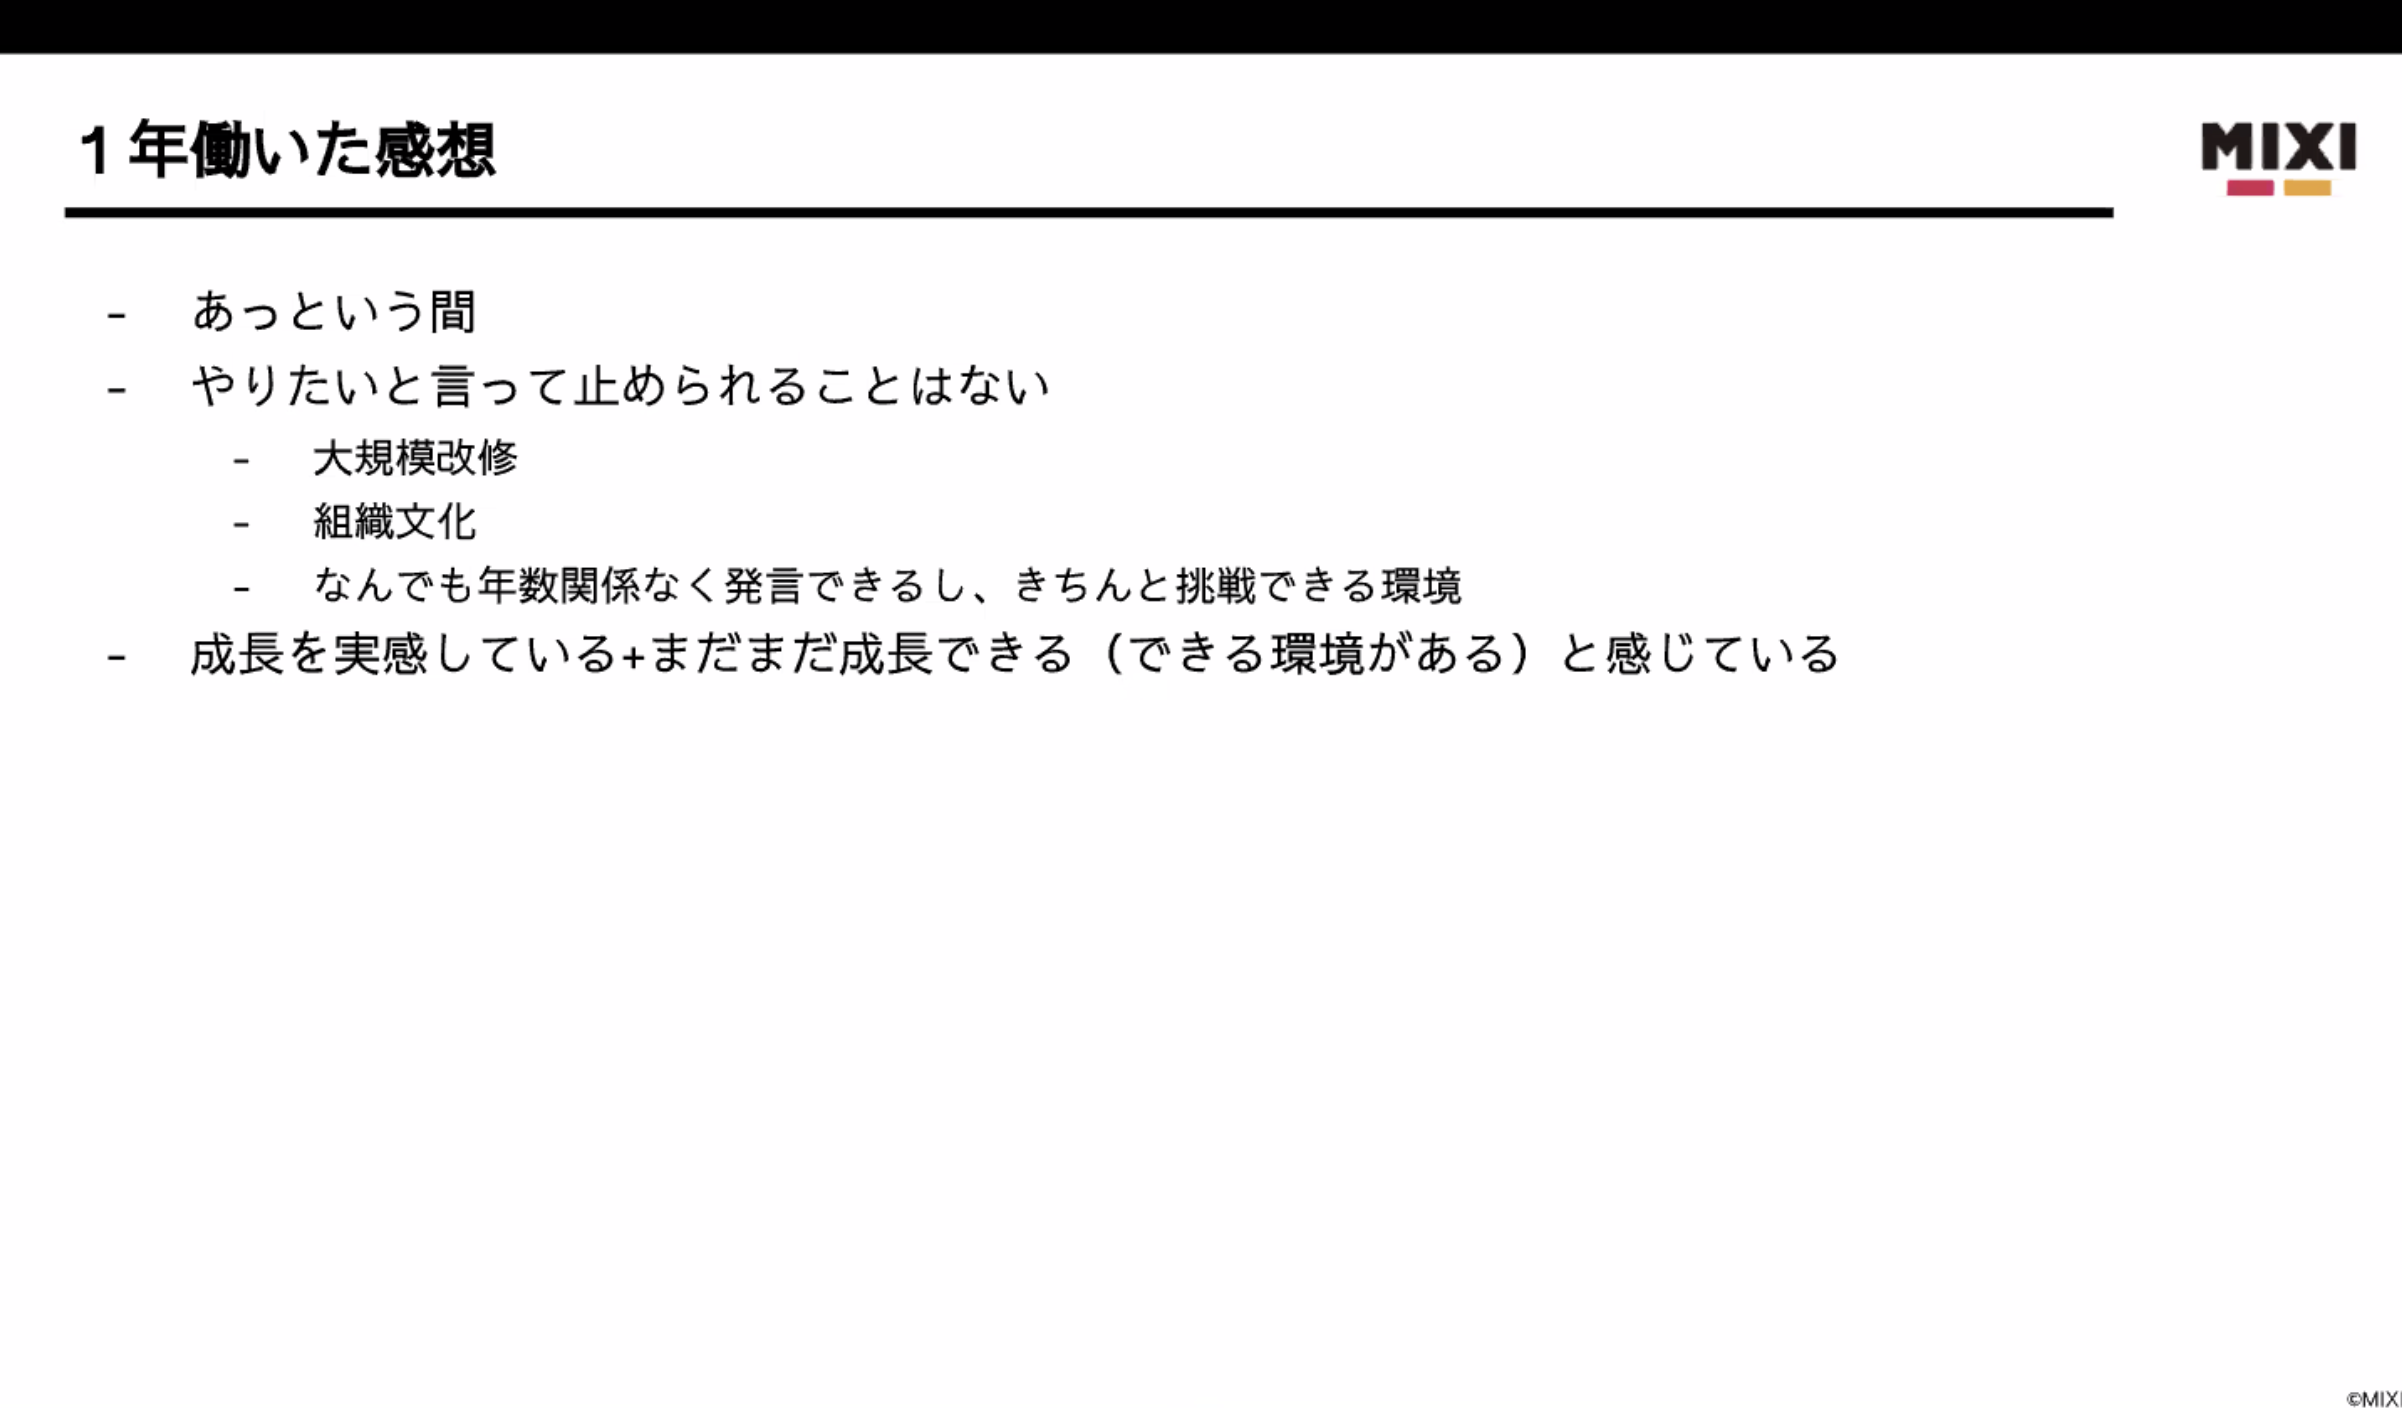 1年働いた感想
MIXI
- あっという間
- やりたいと言って止められることはない
- 大規模改修
- 組織文化
- なんでも年数関係なく発言できるし、きちんと挑戦できる環境
- 成長を実感している+まだまだ成長できる（できる環境がある）と感じている
©MIXI